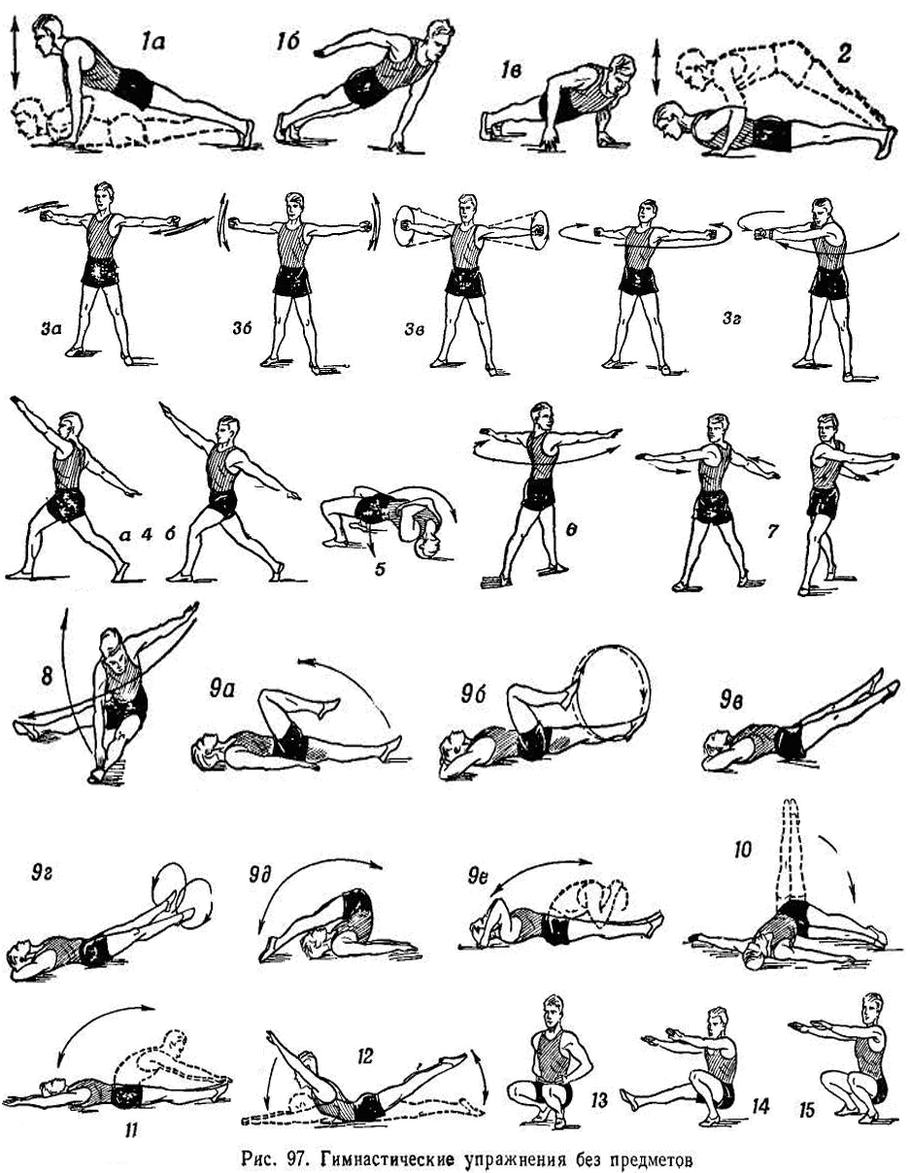 1а 1б 1в 2
3а 3б 3в 3г
а 4 б 5 в 7
8 9а 9б 9в
9г 9д 9е 10
11 12 13 14 15
Рис. 97. Гимнастические упражнения без предметов